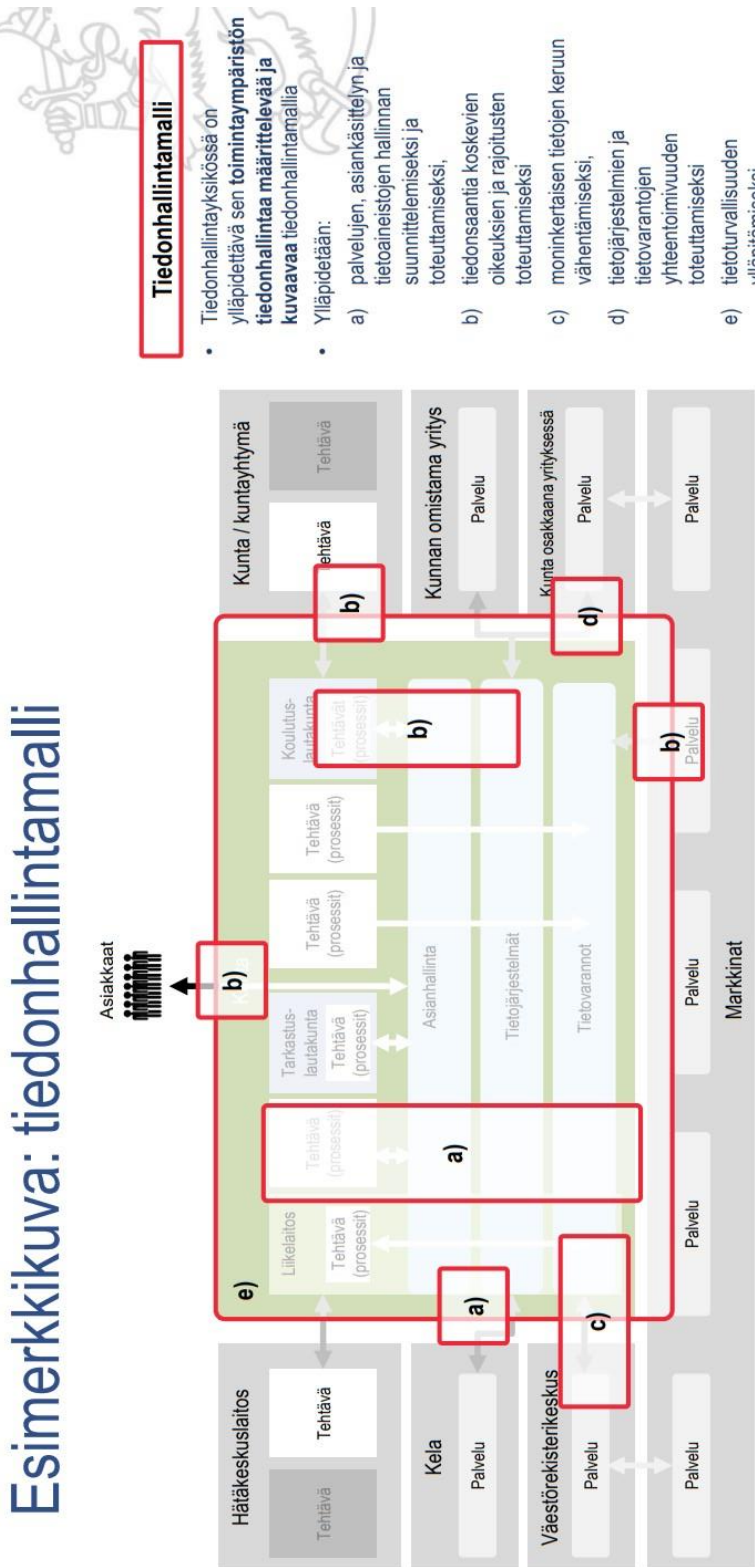 Esimerkkikuva: tiedonhallintamalli
Asiakkaat
Hätäkeskuslaitos
Tehtävä
Tehtävä
Kela
Palvelu
Väestörekisterikeskus
Palvelu
Palvelu
e)
Liikelaitos
Tehtävä
(prosessit)
Tehtävä
(prosessit)
Tarkastus-
lautakunta
Tehtävä
(prosessit)
b)
Tehtävä
(prosessit)
Tehtävä
(prosessit)
Koulutus-
lautakunta
Tehtävät
(prosessit)
a)
a)
b)
b)
Asianhallinta
Tietojärjestelmät
Tietovarannot
c)
d)
b)
Palvelu
Palvelu
Palvelu
Markkinat
Kunta / kuntayhtymä
Tehtävä
Tehtävä
Kunnan omistama yritys
Palvelu
Kunta osakkaana yrityksessä
Palvelu
Palvelu
Tiedonhallintamalli
• Tiedonhallintayksikössä on
ylläpidettävä sen toimintaympäristön
tiedonhallintaa määrittelevää ja
kuvaavaa tiedonhallintamallia
• Ylläpidetään:
a) palvelujen, asiankäsittelyn ja
tietoaineistojen hallinnan
suunnittelemiseksi ja
toteuttamiseksi,
b) tiedonsaantia koskevien
oikeuksien ja rajoitusten
toteuttamiseksi
c) moninkertaisen tietojen keruun
vähentämiseksi,
d) tietojärjestelmien ja
tietovarantojen
yhteentoimivuuden
toteuttamiseksi
e) tietoturvallisuuden